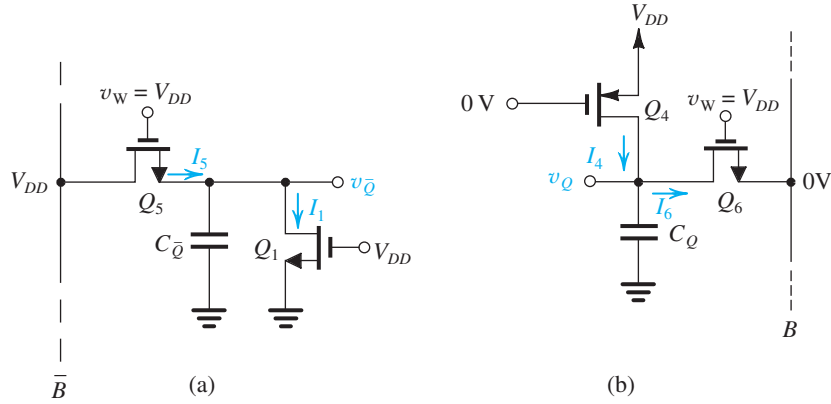 v_W = V_DD
V_DD
Q_5
I_5
v_Q̄
I_1
C_Q̄
Q_1
V_DD
B̄
(a)
V_DD
0 V
Q_4
v_W = V_DD
v_Q
I_4
I_6
Q_6
0V
C_Q
B
(b)